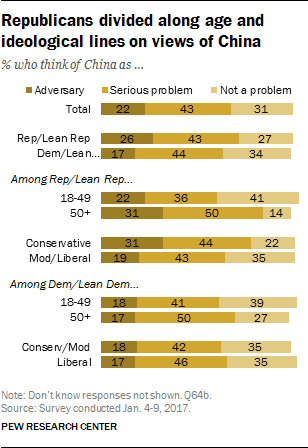 Republicans divided along age and
ideological lines on views of China
% who think of China as ...
Adversary Serious problem Not a problem
Total 22 43 31
Rep/Lean Rep 26 43 27
Dem/Lean... 17 44 34
Among Rep/Lean Rep...
18-49 22 36 41
50+ 31 50 14
Conservative 31 44 22
Mod/Liberal 19 43 35
Among Dem/Lean Dem...
18-49 18 41 39
50+ 17 50 27
Conserv/Mod 18 42 35
Liberal 17 46 35
Note: Don't know responses not shown. Q64b.
Source: Survey conducted Jan. 4-9, 2017.
PEW RESEARCH CENTER